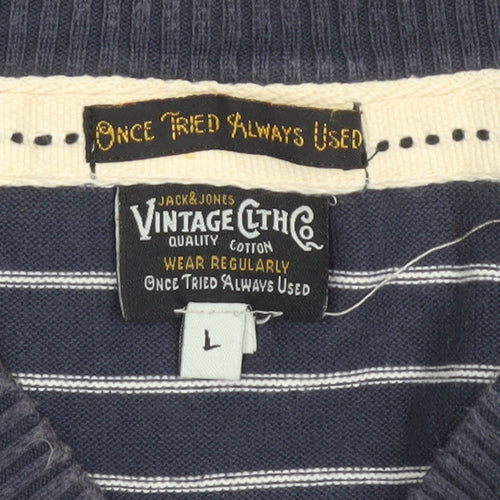 Once Tried Always Used
JACK&JONES
VINTAGE CLTH Co
QUALITY COTTON
WEAR REGULARLY
Once Tried Always Used
L